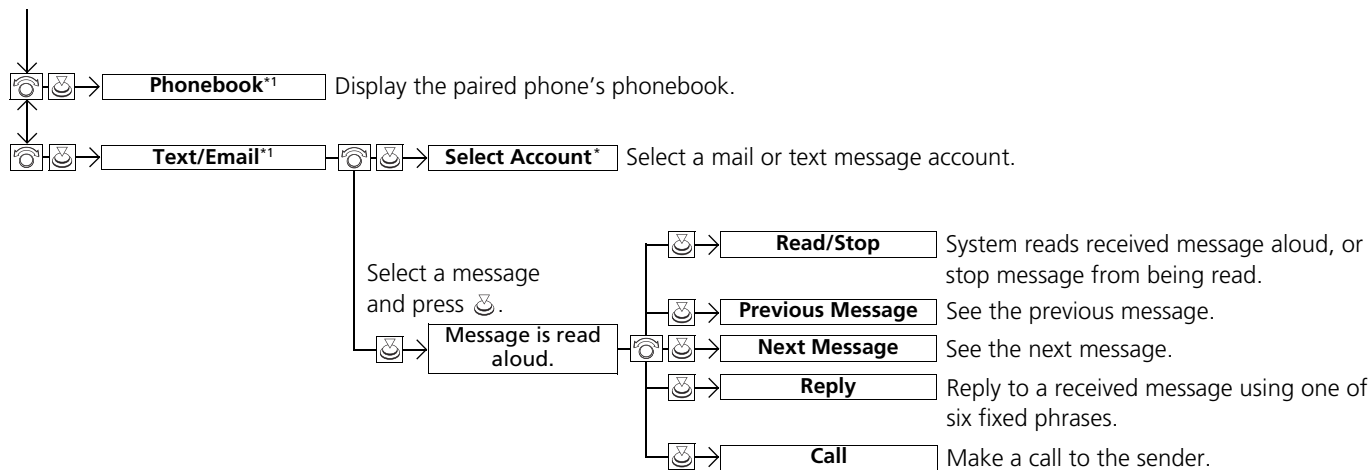 Phonebook*1 Display the paired phone's phonebook.
Text/Email*1 Select Account* Select a mail or text message account.
Select a message
and press
Message is read
aloud.
Read/Stop System reads received message aloud, or
stop message from being read.
Previous Message See the previous message.
Next Message See the next message.
Reply Reply to a received message using one of
six fixed phrases.
Call Make a call to the sender.